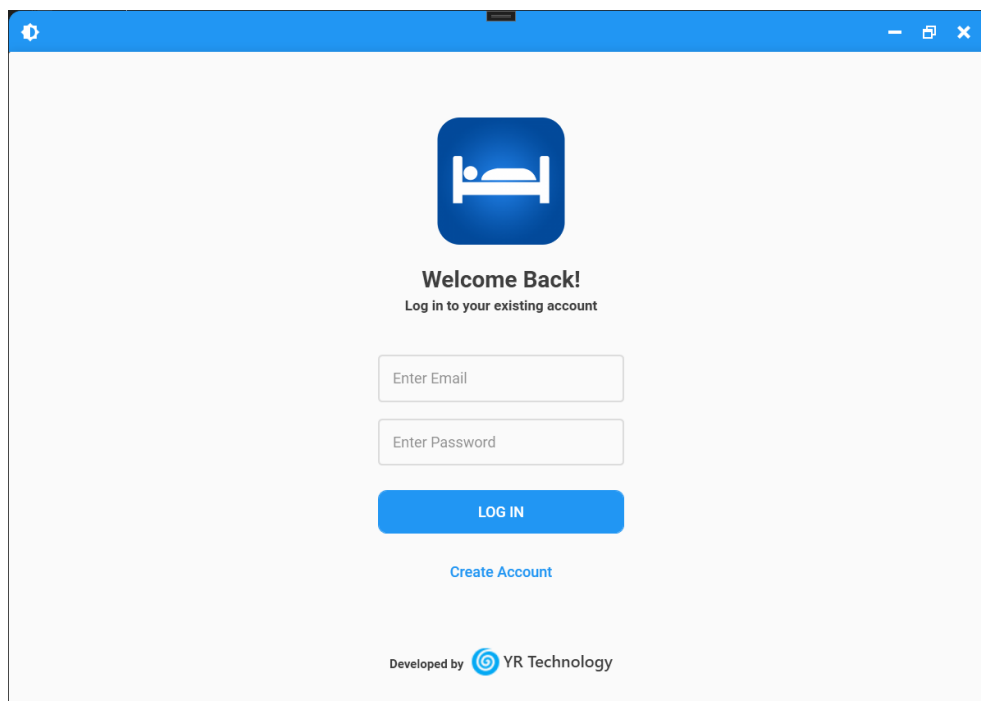 Welcome Back!
Log in to your existing account
Enter Email
Enter Password
LOG IN
Create Account
Developed by YR Technology